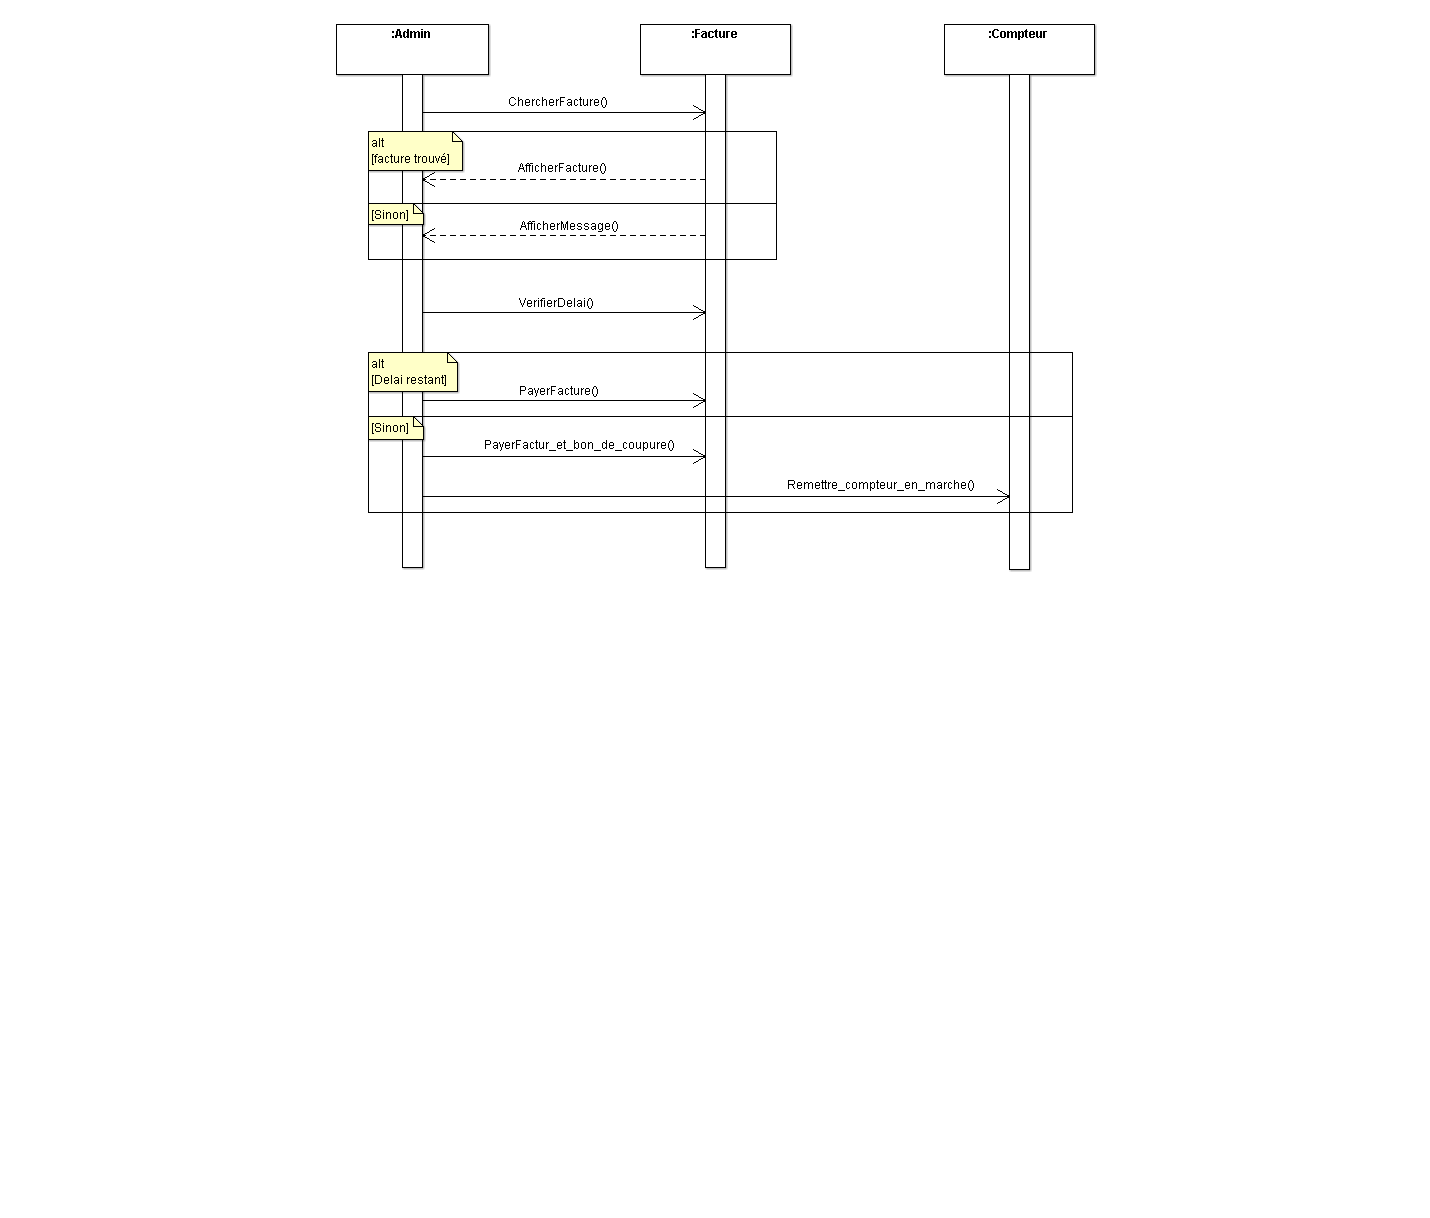 :Admin
:Facture
:Compteur
ChercherFacture()
alt
[facture trouvé]
AfficherFacture()
[Sinon]
AfficherMessage()
VerifierDelai()
alt
[Delai restant]
PayerFacture()
[Sinon]
PayerFactur_et_bon_de_coupure()
Remettre_compteur_en_marche()